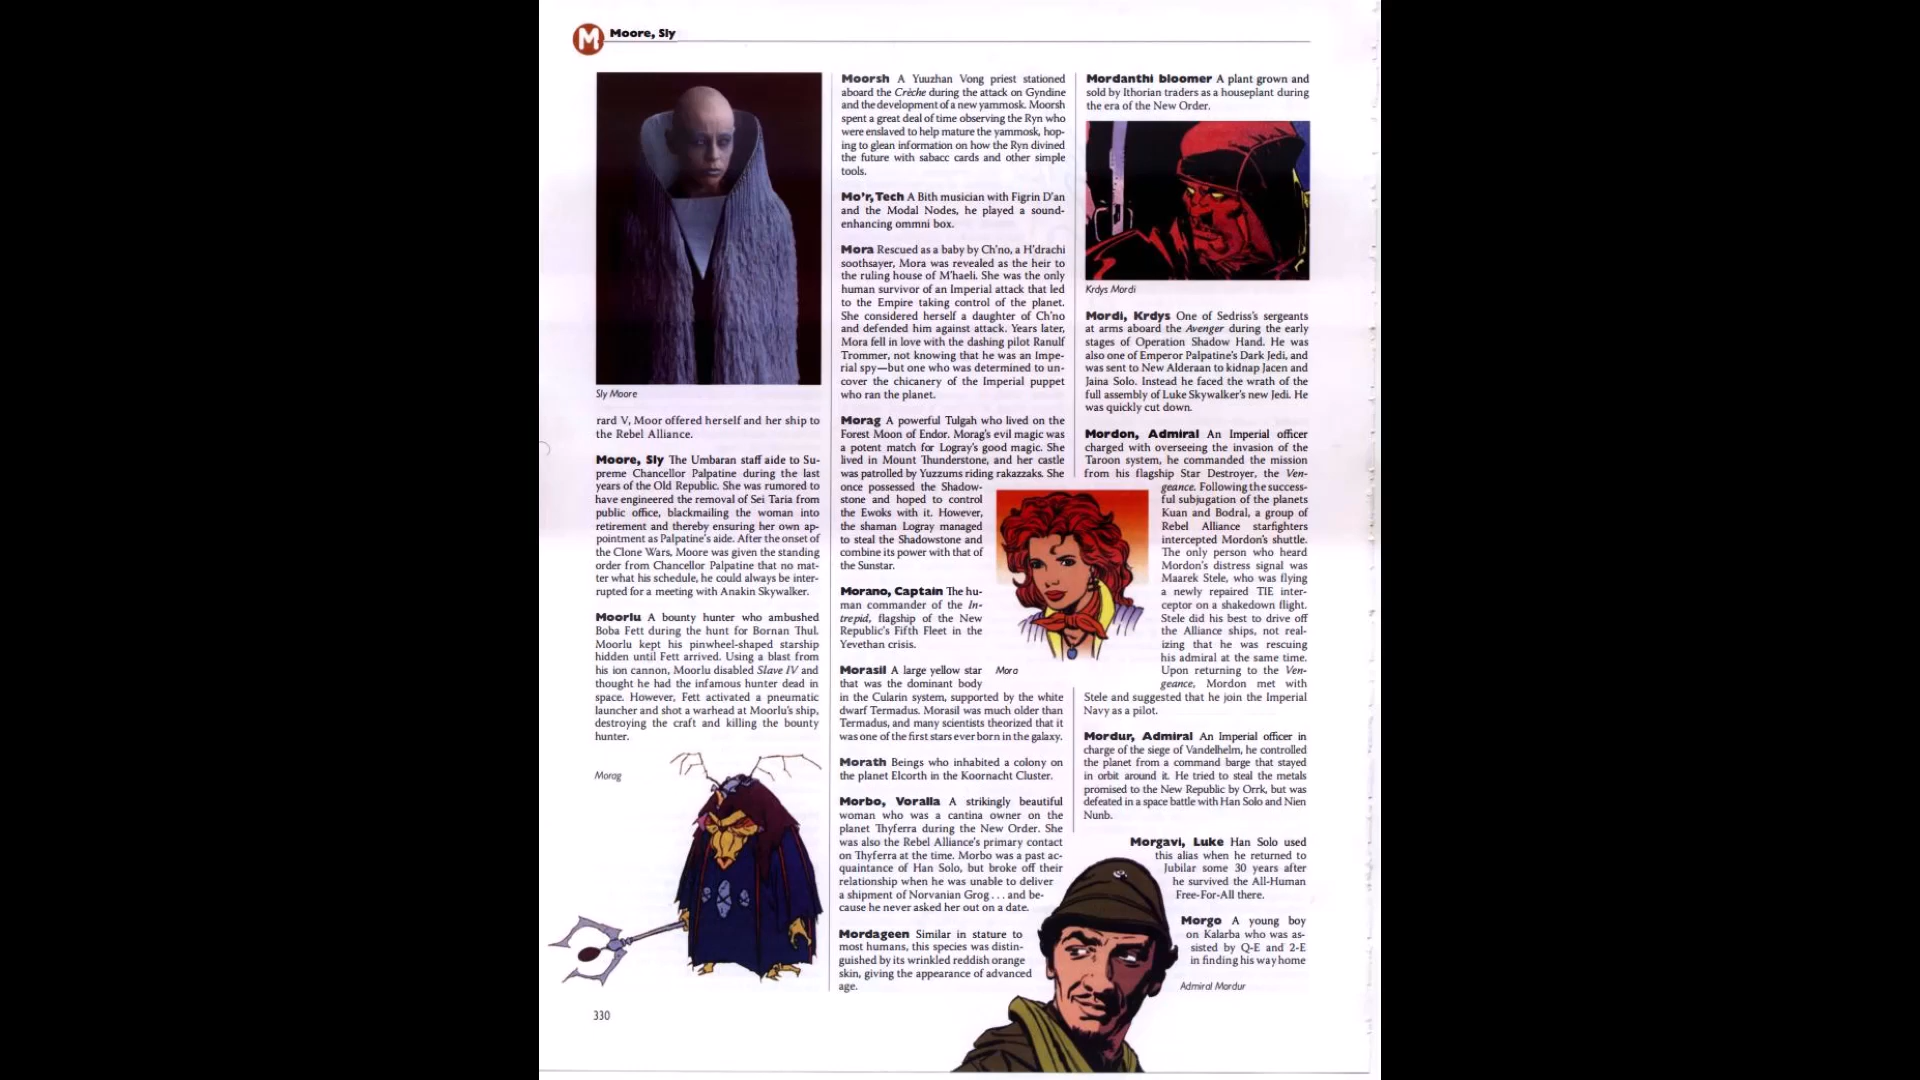 M Moore, Sly
Sly Moore
rard V, Moor offered herself and her ship to
the Rebel Alliance.
Moore, Sly The Umbaran staff aide to Su-
preme Chancellor Palpatine during the last
years of the Old Republic. She was rumored to
have engineered the removal of Sei Taria from
public office, blackmailing the woman into
retirement and thereby ensuring her own ap-
pointment as Palpatine's aide. After the onset of
the Clone Wars, Moore was given the standing
order from Chancellor Palpatine that no mat-
ter what his schedule, he could always be inter-
rupted for a meeting with Anakin Skywalker.
Moorlu A bounty hunter who ambushed
Boba Fett during the hunt for Bornan Thul.
Moorlu kept his pinwheel-shaped starship
hidden until Fett arrived. Using a blast from
his ion cannon, Moorlu disabled Slave IV and
thought he had the infamous hunter dead in
space. However, Fett activated a pneumatic
launcher and shot a warhead at Moorlu's ship,
destroying the craft and killing the bounty
hunter.
Morag
330
Moorsh A Yuuzhan Vong priest stationed
aboard the Crèche during the attack on Gyndine
and the development of a new yammosk. Moorsh
spent a great deal of time observing the Ryn who
were enslaved to help mature the yammosk, hop-
ing to glean information on how the Ryn divined
the future with sabacc cards and other simple
tools.
Mo'r, Tech A Bith musician with Figrin D'an
and the Modal Nodes, he played a sound-
enhancing ommni box.
Mora Rescued as a baby by Ch'no, a H'drachi
soothsayer, Mora was revealed as the heir to
the ruling house of M'haeli. She was the only
human survivor of an Imperial attack that led
to the Empire taking control of the planet.
She considered herself a daughter of Ch'no
and defended him against attack. Years later,
Mora fell in love with the dashing pilot Ranulf
Trommer, not knowing that he was an Impe-
rial spy—but one who was determined to un-
cover the chicanery of the Imperial puppet
who ran the planet.
Morag A powerful Tulgah who lived on the
Forest Moon of Endor. Morag's evil magic was
a potent match for Logray's good magic. She
lived in Mount Thunderstone, and her castle
was patrolled by Yuzzums riding rakazzaks. She
once possessed the Shadow-
stone and hoped to control
the Ewoks with it. However,
the shaman Logray managed
to steal the Shadowstone and
combine its power with that of
the Sunstar.
Morano, Captain The hu-
man commander of the In-
trepid, flagship of the New
Republic's Fifth Fleet in the
Yevethan crisis.
Morasil A large yellow star
that was the dominant body
in the Cularin system, supported by the white
dwarf Termadus. Morasil was much older than
Termadus, and many scientists theorized that it
was one of the first stars ever born in the galaxy.
Morath Beings who inhabited a colony on
the planet Elcorth in the Koornacht Cluster.
Morbo, Voralla A strikingly beautiful
woman who was a cantina owner on the
planet Thyferra during the New Order. She
was also the Rebel Alliance's primary contact
on Thyferra at the time. Morbo was a past ac-
quaintance of Han Solo, but broke off their
relationship when he was unable to deliver
a shipment of Norvanian Grog . . . and be-
cause he never asked her out on a date.
Mordageen Similar in stature to
most humans, this species was distin-
guished by its wrinkled reddish orange
skin, giving the appearance of advanced
age.
Mora
Mordanthi bloomer A plant grown and
sold by Ithorian traders as a houseplant during
the era of the New Order.
Krdys Mordi
Mordi, Krdys One of Sedriss's sergeants
at arms aboard the Avenger during the early
stages of Operation Shadow Hand. He was
also one of Emperor Palpatine's Dark Jedi, and
was sent to New Alderaan to kidnap Jacen and
Jaina Solo. Instead he faced the wrath of the
full assembly of Luke Skywalker's new Jedi. He
was quickly cut down.
Mordon, Admiral An Imperial officer
charged with overseeing the invasion of the
Taroon system, he commanded the mission
from his flagship Star Destroyer, the Ven-
geance. Following the success-
ful subjugation of the planets
Kuan and Bodral, a group of
Rebel Alliance starfighters
intercepted Mordon's shuttle.
The only person who heard
Mordon's distress signal was
Maarek Stele, who was flying
a newly repaired TIE inter-
ceptor on a shakedown flight.
Stele did his best to drive off
the Alliance ships, not real-
izing that he was rescuing
his admiral at the same time.
Upon returning to the Ven-
geance, Mordon met with
Stele and suggested that he join the Imperial
Navy as a pilot.
Mordur, Admiral An Imperial officer in
charge of the siege of Vandelhelm, he controlled
the planet from a command barge that stayed
in orbit around it. He tried to steal the metals
promised to the New Republic by Orrk, but was
defeated in a space battle with Han Solo and Nien
Nunb.
Morgavi, Luke Han Solo used
this alias when he returned to
Jubilar some 30 years after
he survived the All-Human
Free-For-All there.
Morgo A young boy
on Kalarba who was as-
sisted by Q-E and 2-E
in finding his way home
Admiral Mordur